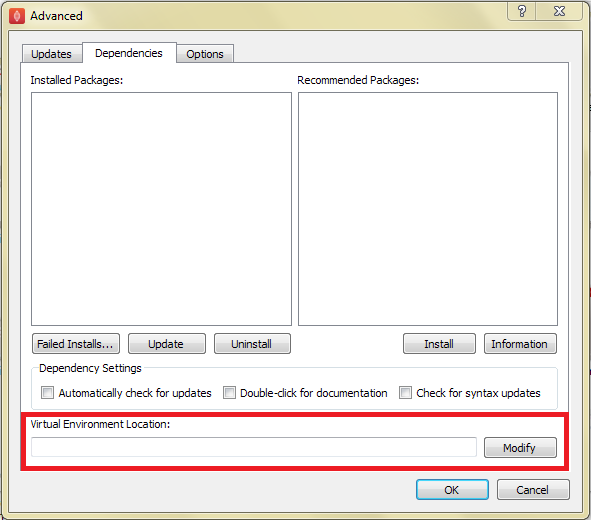 Advanced
?
Updates Dependencies Options
Installed Packages: Recommended Packages:
Failed Installs... Update Uninstall Install Information
Dependency Settings
Automatically check for updates Double-click for documentation Check for syntax updates
Virtual Environment Location:
Modify
OK Cancel